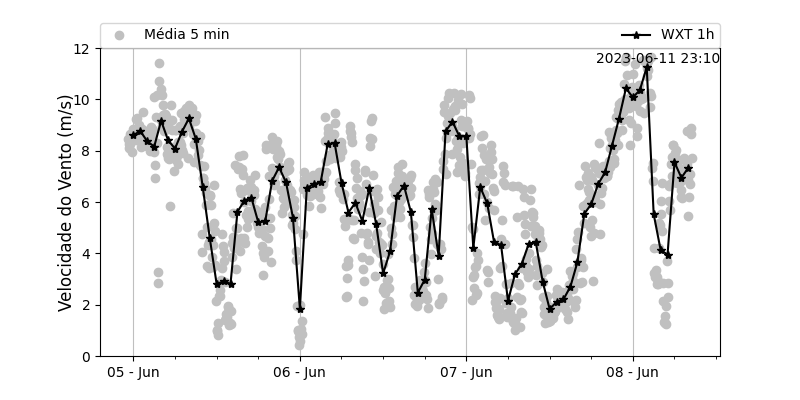 Média 5 min
WXT 1h
2023-06-11 23:10
Velocidade do Vento (m/s)
12
10
8
6
4
2
0
05 - Jun
06 - Jun
07 - Jun
08 - Jun